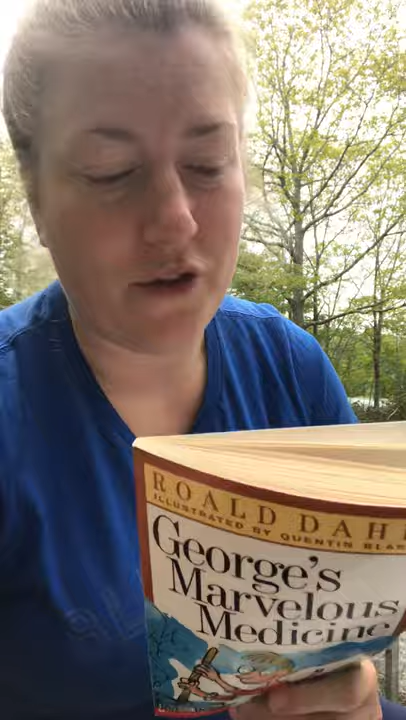 ROALD DAH
ILLUSTRATED BY QUENTIN BLA
George's
Marvelous
Medicine